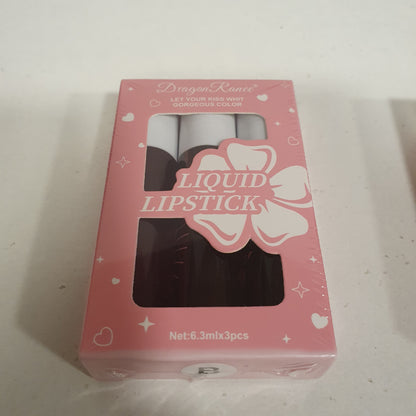 DragonRanee®
LET YOUR KISS WHIT
GORGEOUS COLOR
LIQUID
LIPSTICK
Net:6.3mlx3pcs
B